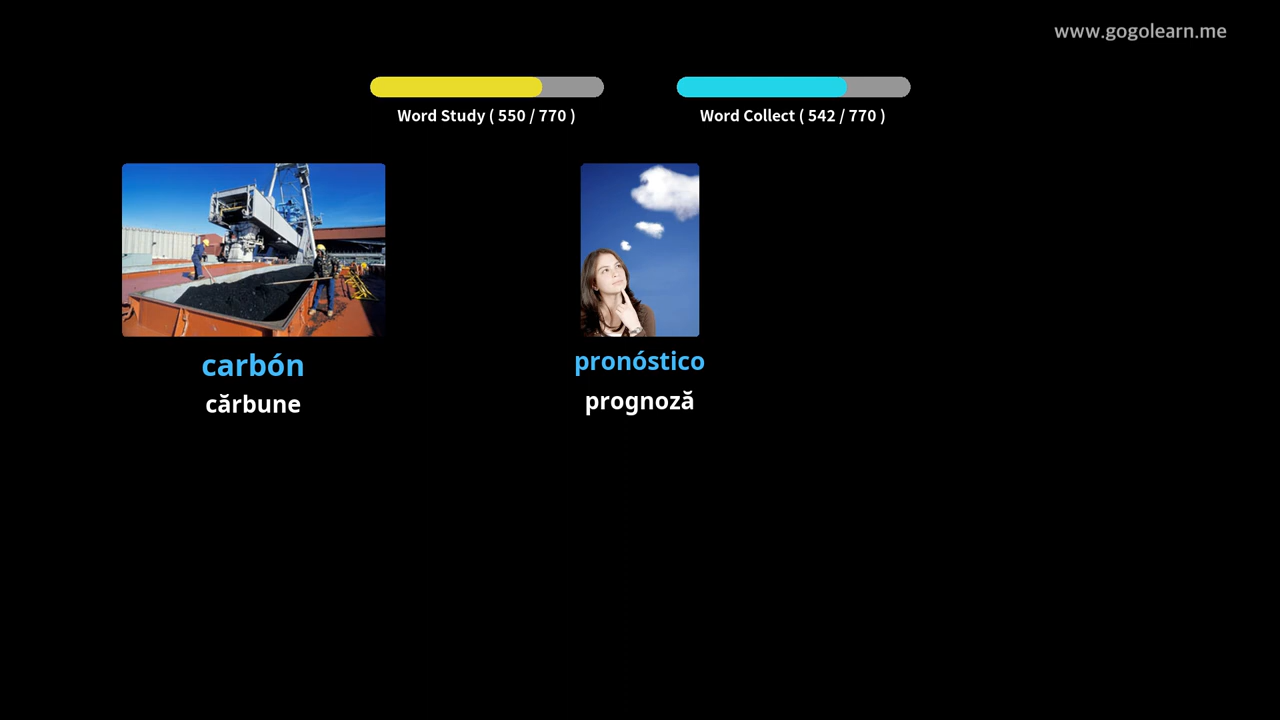 www.gogolearn.me
Word Study ( 550 / 770 )
Word Collect ( 542 / 770 )
carbón
cărbune
pronóstico
prognoză